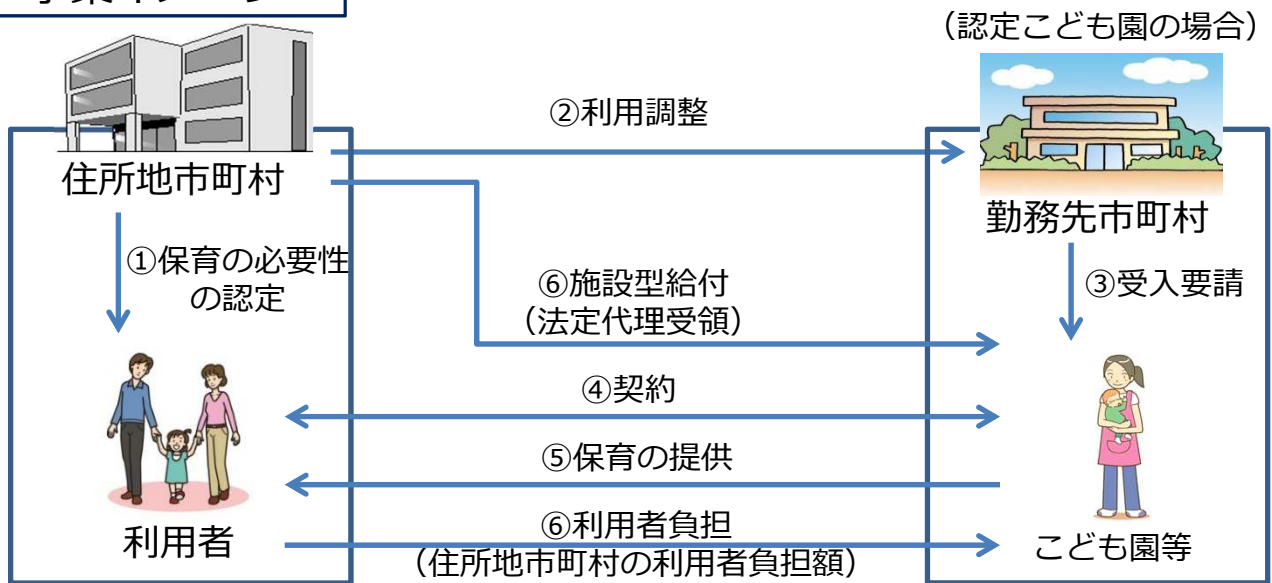 （認定こども園の場合）
②利用調整
住所地市町村
勤務先市町村
①保育の必要性
の認定
⑥施設型給付
（法定代理受領）
③受入要請
④契約
⑤保育の提供
利用者
⑥利用者負担
（住所地市町村の利用者負担額）
こども園等